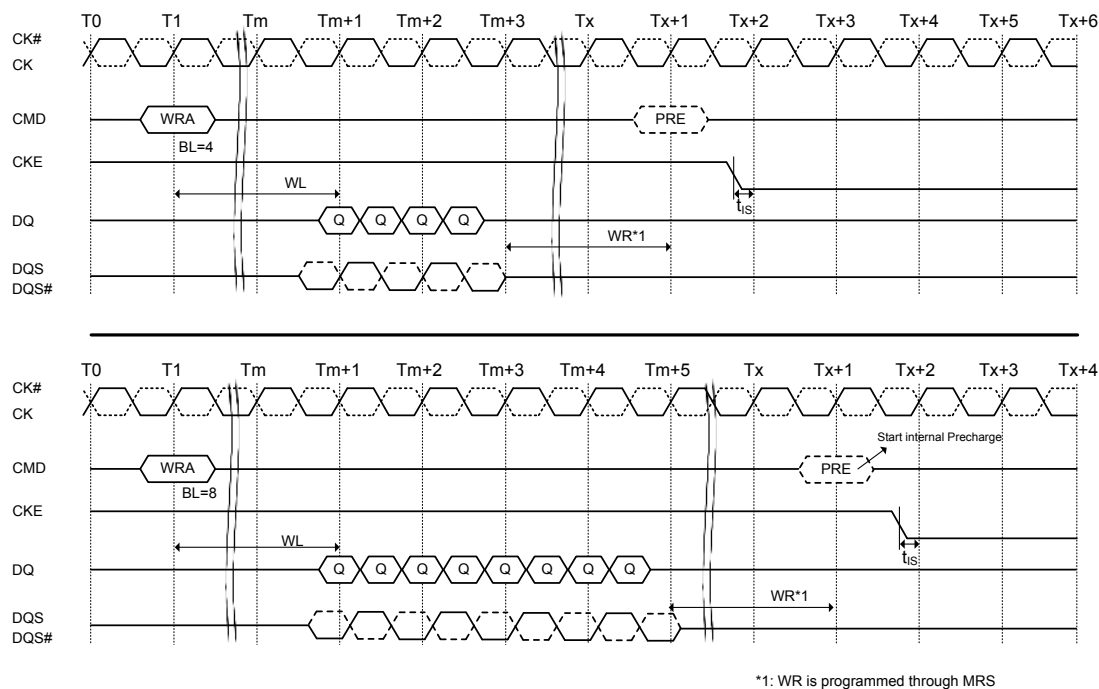 T0 T1 Tm Tm+1 Tm+2 Tm+3 Tx Tx+1 Tx+2 Tx+3 Tx+4 Tx+5 Tx+6
CK#
CK
CMD WRA PRE
BL=4
CKE
WL tIS
DQ Q Q Q Q
WR*1
DQS
DQS#
T0 T1 Tm Tm+1 Tm+2 Tm+3 Tm+4 Tm+5 Tx Tx+1 Tx+2 Tx+3 Tx+4
CK#
CK
Start internal Precharge
CMD WRA PRE
BL=8
CKE
WL tIS
DQ Q Q Q Q Q Q Q Q
WR*1
DQS
DQS#
*1: WR is programmed through MRS